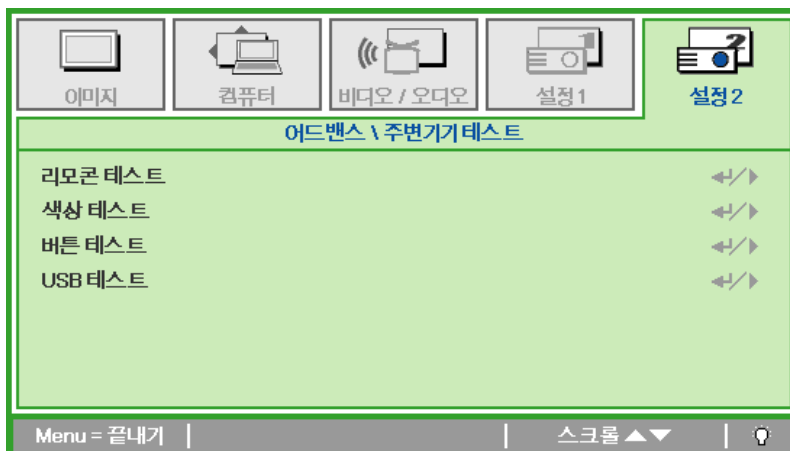 이미지
컴퓨터
비디오 / 오디오
설정 1
설정 2
어드밴스 \ 주변기기 테스트
리모콘 테스트
색상 테스트
버튼 테스트
USB 테스트
Menu = 끝내기
스크롤 ▲▼